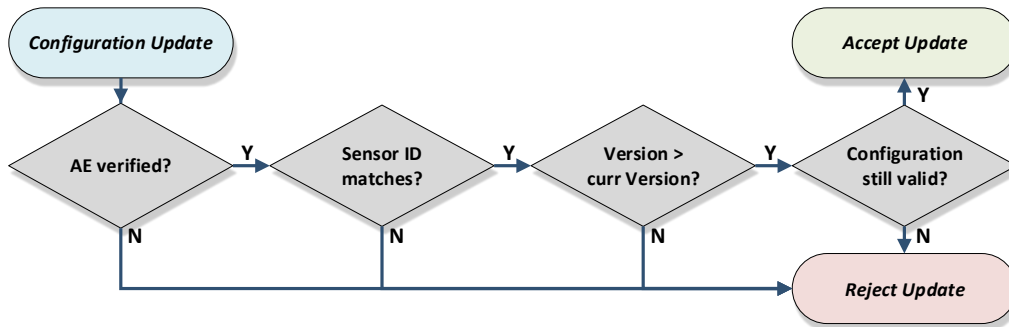 Configuration Update
Accept Update
Y
AE verified?
Y
Sensor ID
matches?
Y
Version >
curr Version?
Y
Configuration
still valid?
N
N
N
N
Reject Update